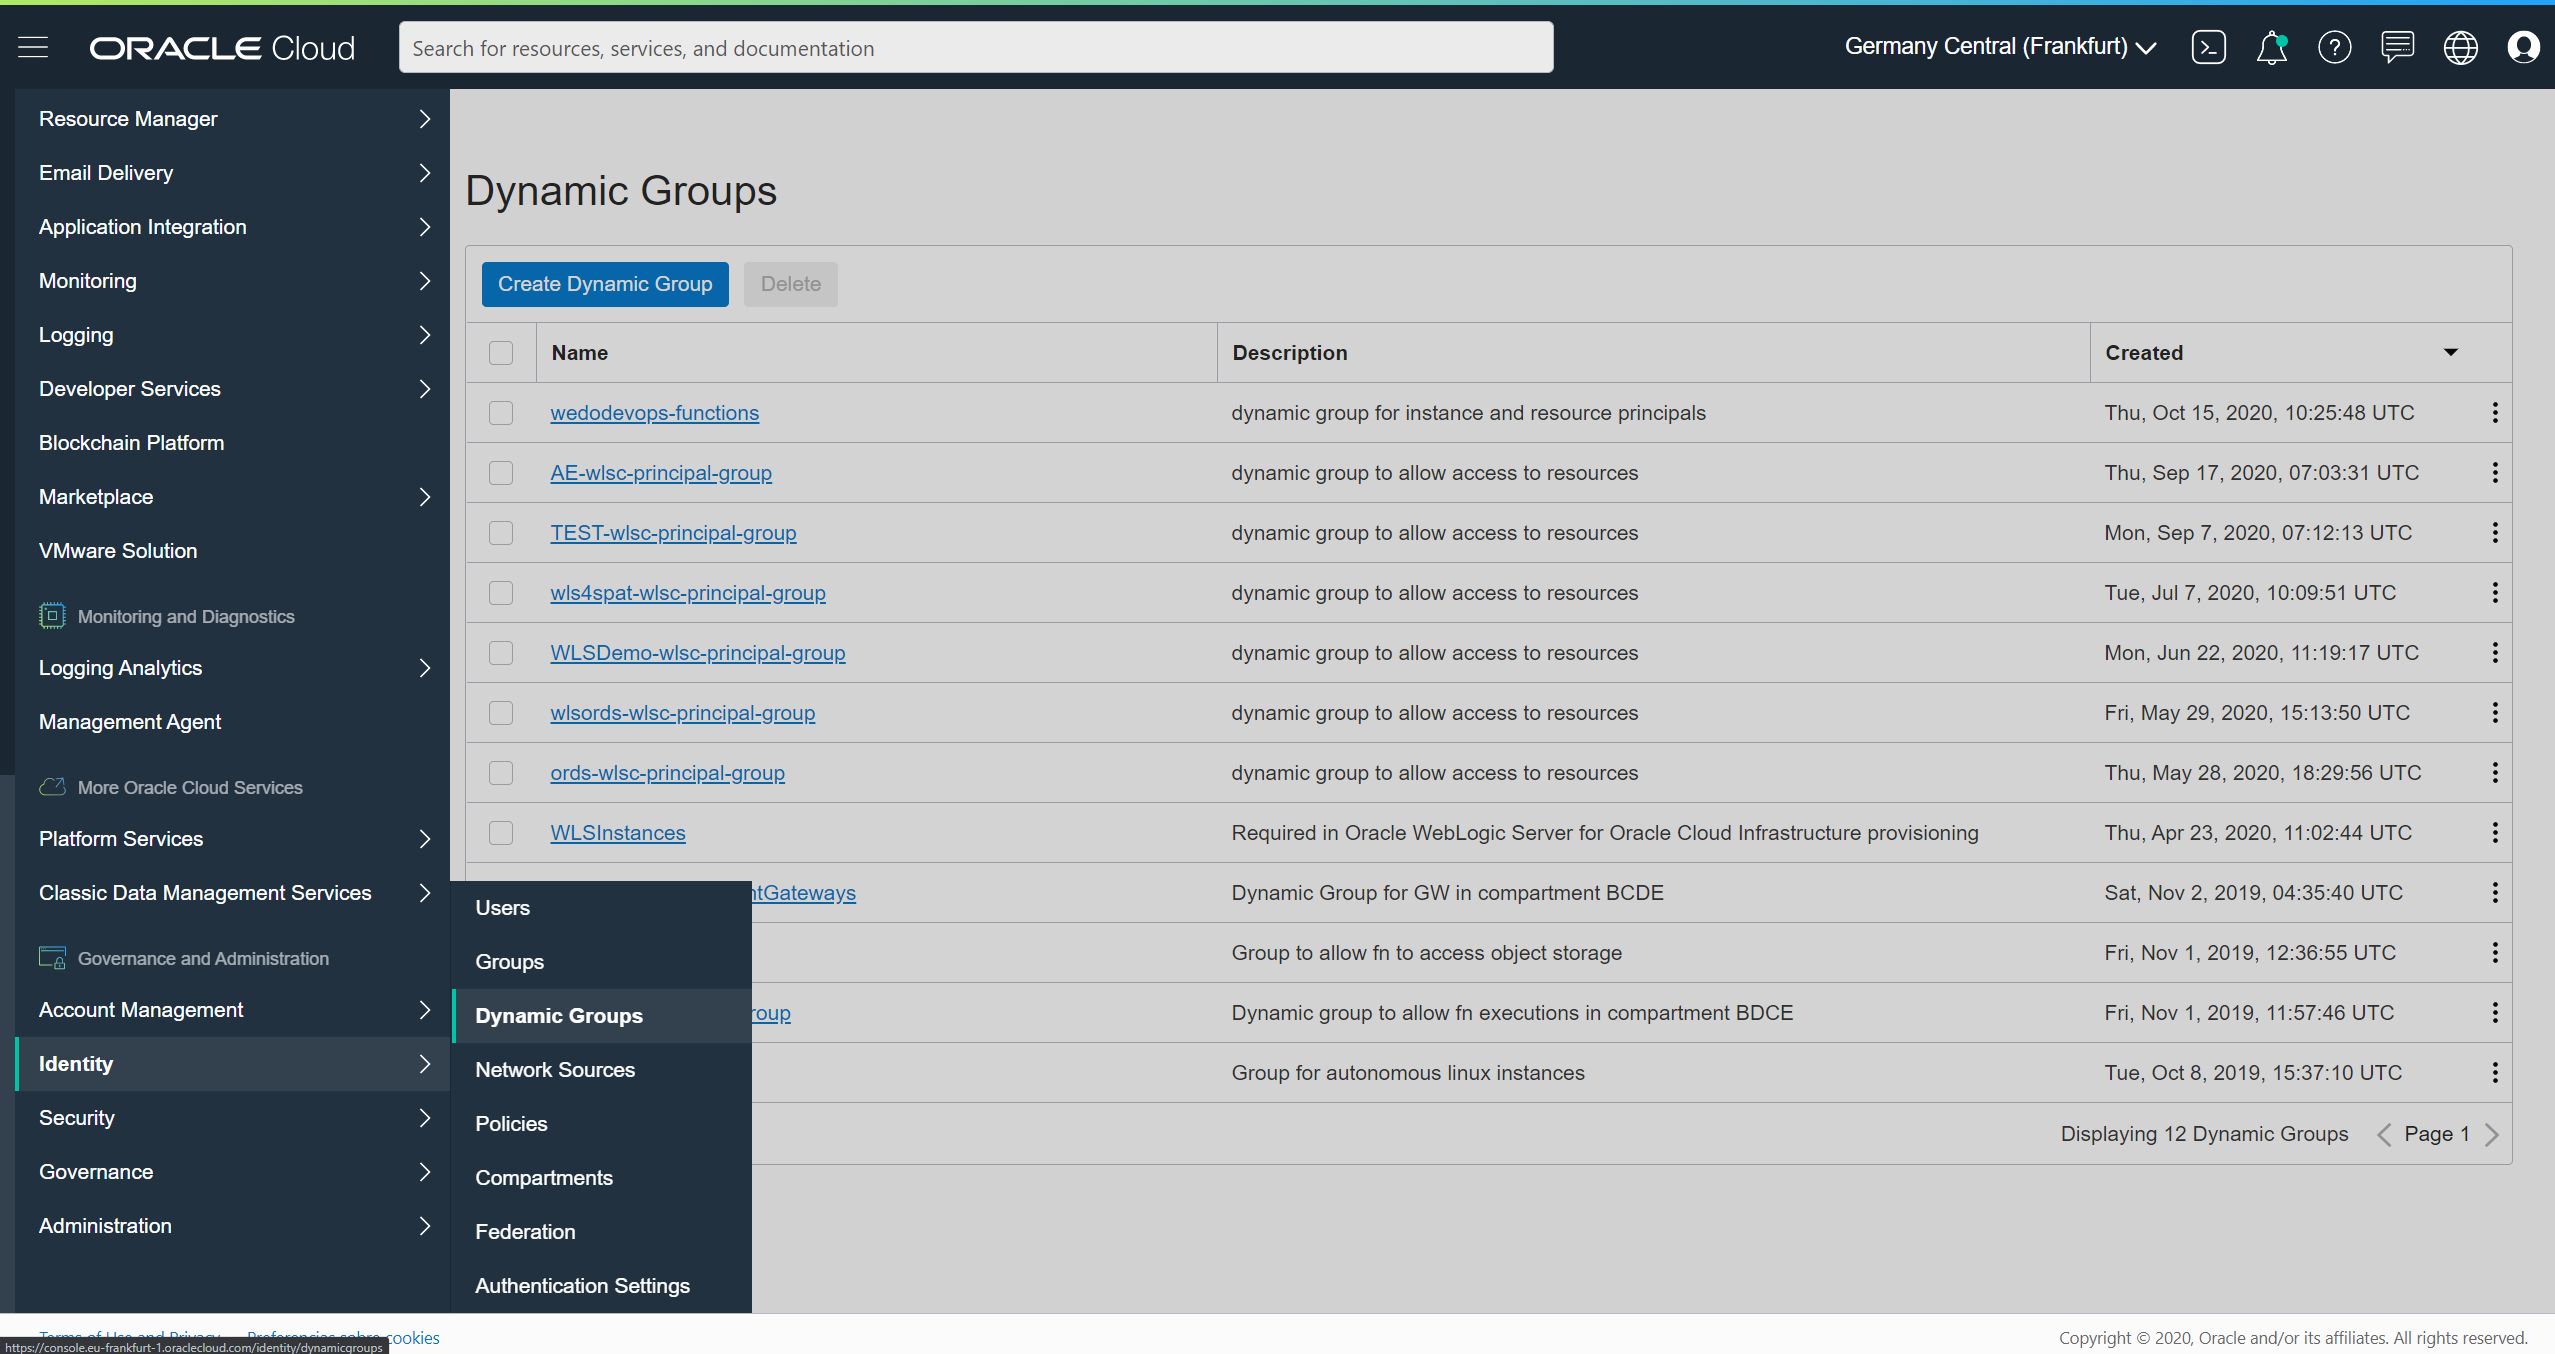 ORACLE Cloud
Search for resources, services, and documentation
Germany Central (Frankfurt)
Resource Manager
Email Delivery
Application Integration
Monitoring
Logging
Developer Services
Blockchain Platform
Marketplace
VMware Solution
Monitoring and Diagnostics
Logging Analytics
Management Agent
More Oracle Cloud Services
Platform Services
Classic Data Management Services
Governance and Administration
Account Management
Identity
Security
Governance
Administration
Users
Groups
Dynamic Groups
Network Sources
Policies
Compartments
Federation
Authentication Settings
Dynamic Groups
Create Dynamic Group Delete
Name Description Created
wedodevops-functions dynamic group for instance and resource principals Thu, Oct 15, 2020, 10:25:48 UTC
AE-wlsc-principal-group dynamic group to allow access to resources Thu, Sep 17, 2020, 07:03:31 UTC
TEST-wlsc-principal-group dynamic group to allow access to resources Mon, Sep 7, 2020, 07:12:13 UTC
wls4spat-wlsc-principal-group dynamic group to allow access to resources Tue, Jul 7, 2020, 10:09:51 UTC
WLSDemo-wlsc-principal-group dynamic group to allow access to resources Mon, Jun 22, 2020, 11:19:17 UTC
wlsords-wlsc-principal-group dynamic group to allow access to resources Fri, May 29, 2020, 15:13:50 UTC
ords-wlsc-principal-group dynamic group to allow access to resources Thu, May 28, 2020, 18:29:56 UTC
WLSInstances Required in Oracle WebLogic Server for Oracle Cloud Infrastructure provisioning Thu, Apr 23, 2020, 11:02:44 UTC
ntGateways Dynamic Group for GW in compartment BCDE Sat, Nov 2, 2019, 04:35:40 UTC
Group to allow fn to access object storage Fri, Nov 1, 2019, 12:36:55 UTC
roup Dynamic group to allow fn executions in compartment BDCE Fri, Nov 1, 2019, 11:57:46 UTC
Group for autonomous linux instances Tue, Oct 8, 2019, 15:37:10 UTC
Displaying 12 Dynamic Groups Page 1
Terms of Use and Privacy Preferencias sobre cookies
https://console.eu-frankfurt-1.oraclecloud.com/identity/dynamicgroups
Copyright © 2020, Oracle and/or its affiliates. All rights reserved.